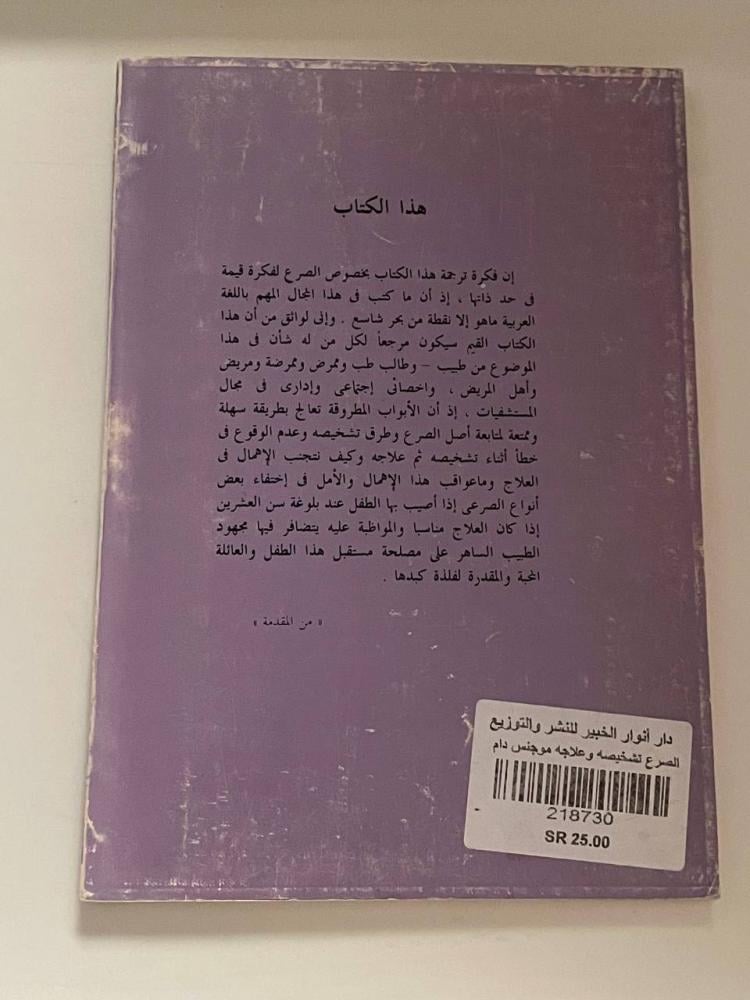 هذا الكتاب
إن فكرة ترجمة هذا الكتاب بخصوص الصرع لفكرة قيمة
فى حد ذاتها ، إذ أن ما كتب فى هذا المجال المهم باللغة
العربية ماهو إلا نقطة من بحر شاسع . وإنى لواثق من أن هذا
الكتاب القيم سيكون مرجعاً لكل من له شأن فى هذا
الموضوع من طبيب – وطالب طب وممرض وممرضة ومريض
وأهل المريض ، واخصائى إجتماعى وإدارى فى مجال
المستشفيات ، إذ أن الأبواب المطروقة تعالج بطريقة سهلة
وممتعة لمتابعة أصل الصرع وطرق تشخيصه وعدم الوقوع فى
خطأ أثناء تشخيصه ثم علاجه وكيف نتجنب الإهمال فى
العلاج وماعواقب هذا الإهمال والأمل فى إختفاء بعض
أنواع الصرعى إذا أصيب بها الطفل عند بلوغة سن العشرين
إذا كان العلاج مناسبا والمواظبة عليه يتضافر فيها مجهود
الطبيب الساهر على مصلحة مستقبل هذا الطفل والعائلة
المحبة والمقدرة لفلذة كبدها .
« من المقدمة »
دار أنوار الخبير للنشر والتوزيع
الصرع تشخيصه وعلاجه موجنس دام
218730
SR 25.00